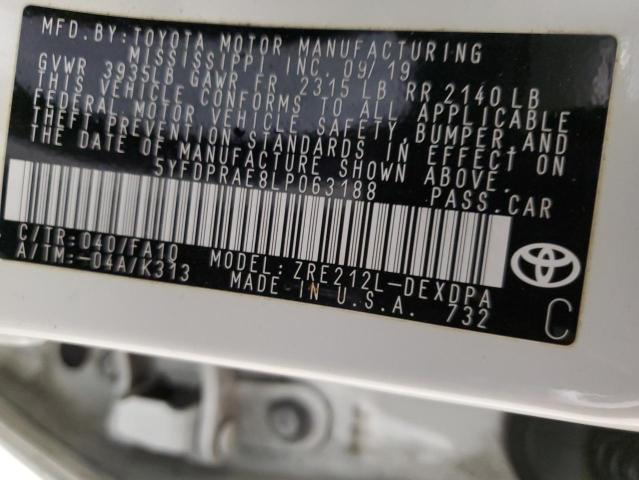 MFD.BY:TOYOTA MOTOR MANUFACTURING
MISSISSIPPI INC. 09/19
GVWR 3935LB GAWR FR 2315 LB RR 2140 LB
THIS VEHICLE CONFORMS TO ALL APPLICABLE
FEDERAL MOTOR VEHICLE SAFETY, BUMPER, AND
THEFT PREVENTION STANDARDS IN EFFECT ON
THE DATE OF MANUFACTURE SHOWN ABOVE.
5YFDPRAE8LP063188 PASS.CAR
C/TR:040/FA10 MODEL:ZRE212L-DEXDPA
A/TM:-04A/K313 MADE IN U.S.A. 732
C